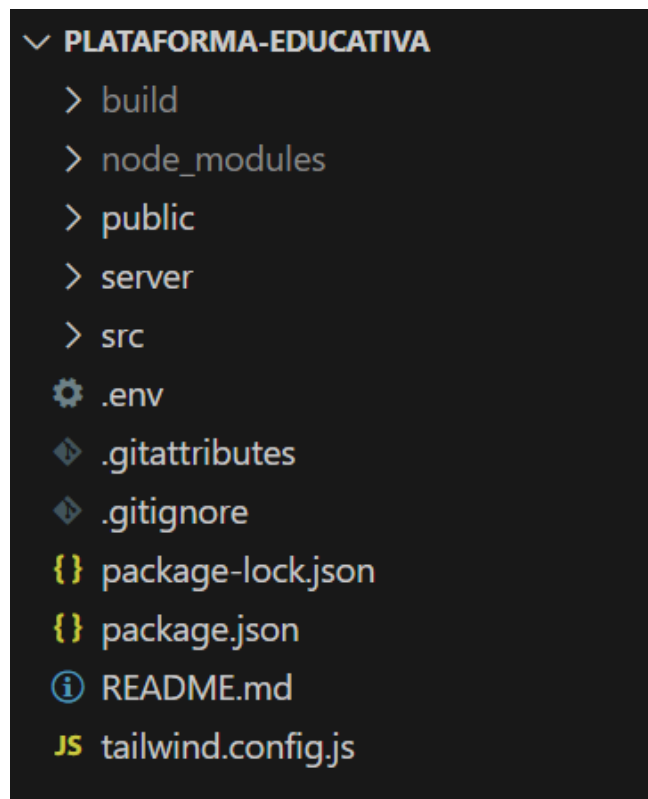 PLATAFORMA-EDUCATIVA
build
node_modules
public
server
src
.env
.gitattributes
.gitignore
{} package-lock.json
{} package.json
README.md
JS tailwind.config.js